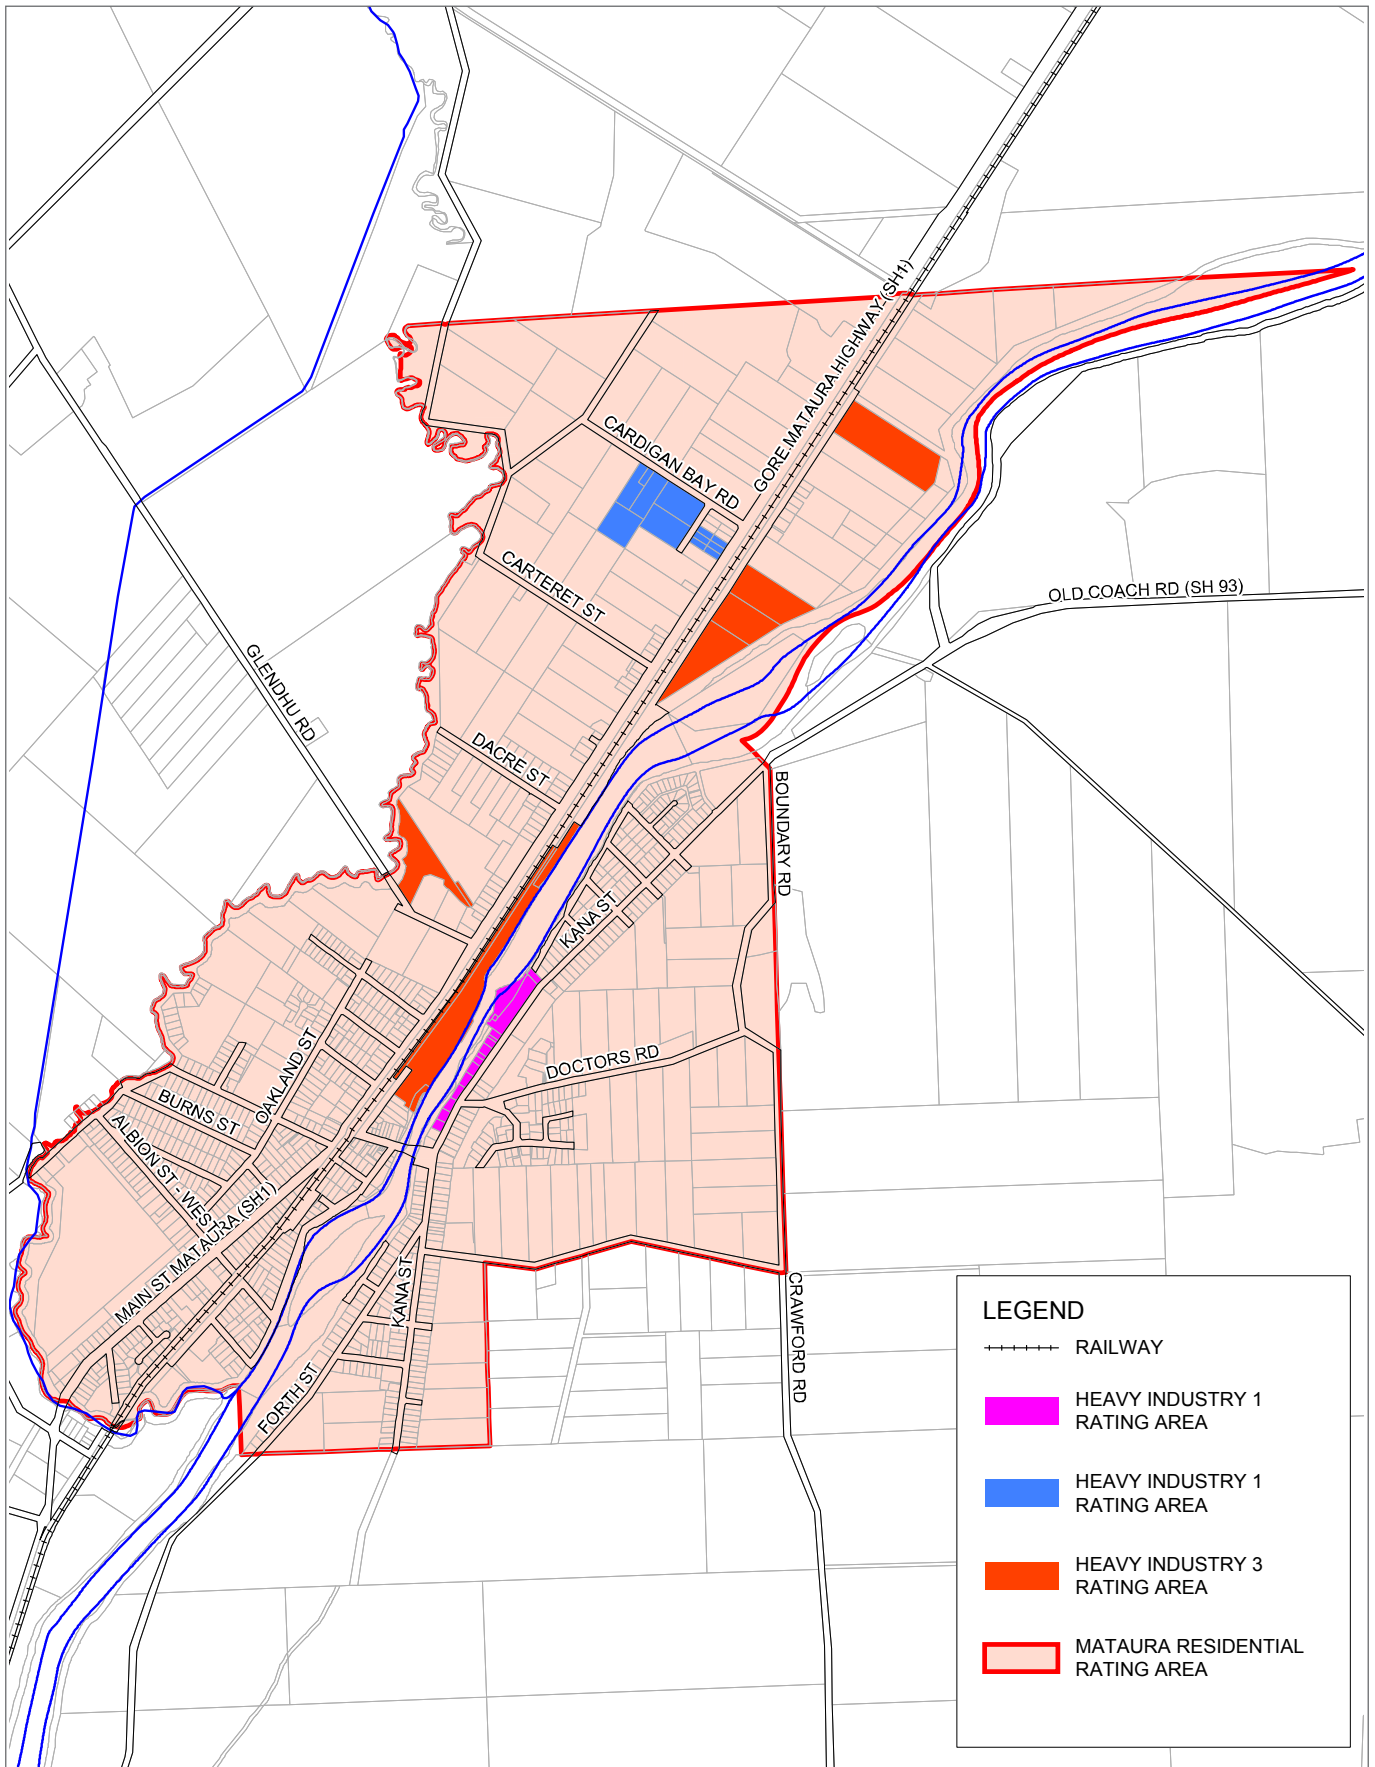 GORE MATAURA HIGHWAY (SH1)
CARDIGAN BAY RD
CARTERET ST
OLD COACH RD (SH 93)
GLENDHU RD
DACRE ST
BOUNDARY RD
KANA ST
OAKLAND ST
DOCTORS RD
BURNS ST
ALBION ST - WEST
MAIN ST MATAURA (SH1)
KANA ST
FORTH ST
CRAWFORD RD
LEGEND
RAILWAY
HEAVY INDUSTRY 1
RATING AREA
HEAVY INDUSTRY 1
RATING AREA
HEAVY INDUSTRY 3
RATING AREA
MATAURA RESIDENTIAL
RATING AREA